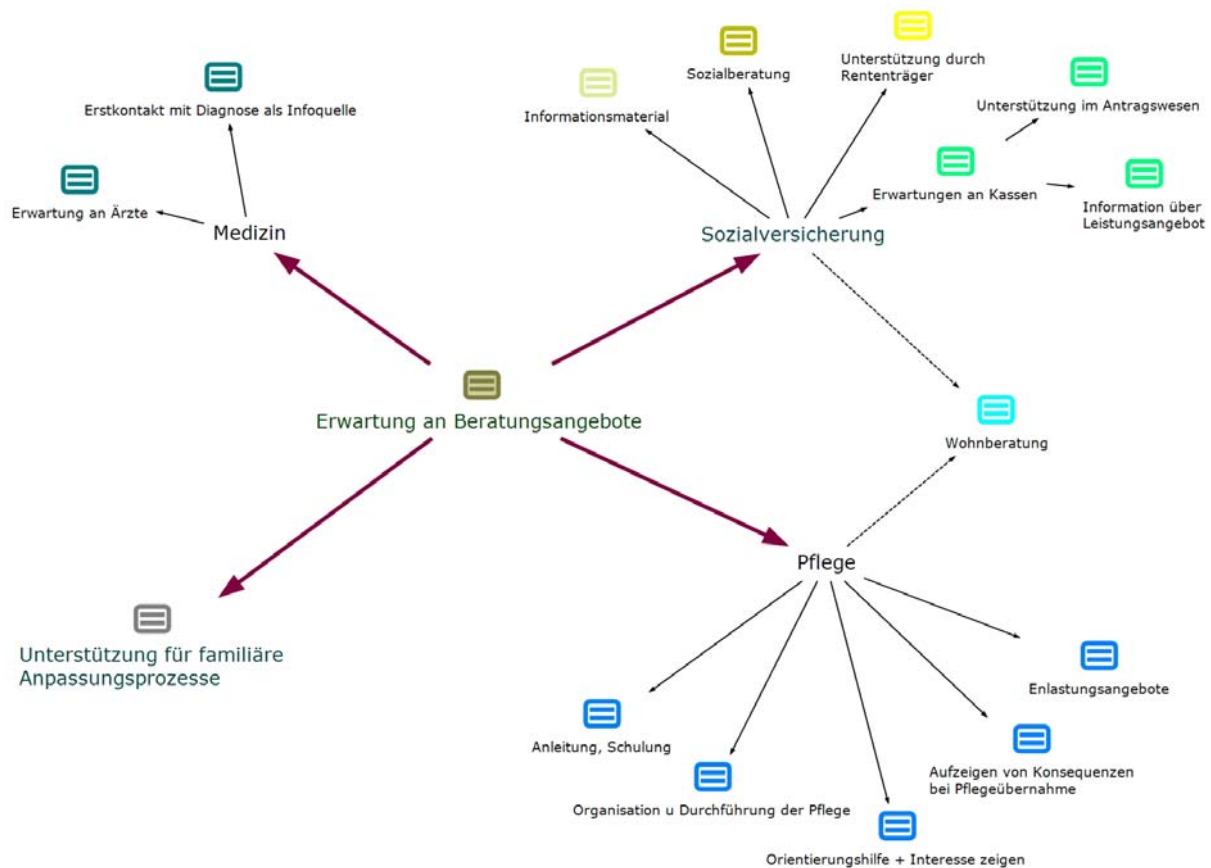 Unterstützung durch
Rententräger
Sozialberatung
Erstkontakt mit Diagnose als Infoquelle
Informationsmaterial
Unterstützung im Antragswesen
Erwartung an Ärzte
Erwartungen an Kassen
Information über
Leistungsangebot
Medizin
Sozialversicherung
Erwartung an Beratungsangebote
Wohnberatung
Pflege
Unterstützung für familiäre
Anpassungsprozesse
Enlastungsangebote
Anleitung, Schulung
Aufzeigen von Konsequenzen
bei Pflegeübernahme
Organisation u Durchführung der Pflege
Orientierungshilfe + Interesse zeigen